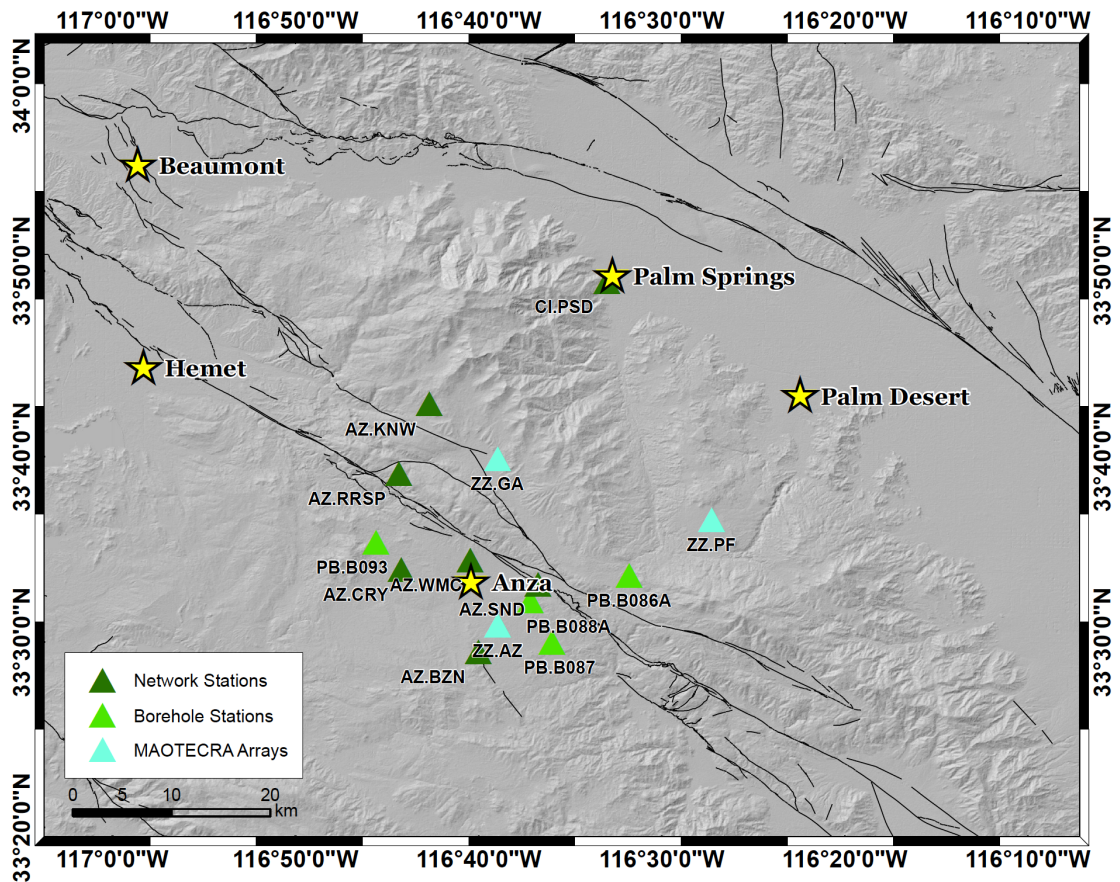 117°0'0"W 116°50'0"W 116°40'0"W 116°30'0"W 116°20'0"W 116°10'0"W
34°0'0"N
Beaumont
33°50'0"N
33°50'0"N
Palm Springs
CI.PSD
Hemet
Palm Desert
AZ.KNW
33°40'0"N
33°40'0"N
ZZ.GA
AZ.RRSP
ZZ.PF
PB.B093
AZ.CRY
AZ.WMC
Anza
AZ.SND
PB.B086A
PB.B088A
33°30'0"N
33°30'0"N
ZZ.AZ
PB.B087
AZ.BZN
Network Stations
Borehole Stations
MAOTECRA Arrays
0 5 10 20
km
33°20'0"N
117°0'0"W 116°50'0"W 116°40'0"W 116°30'0"W 116°20'0"W 116°10'0"W